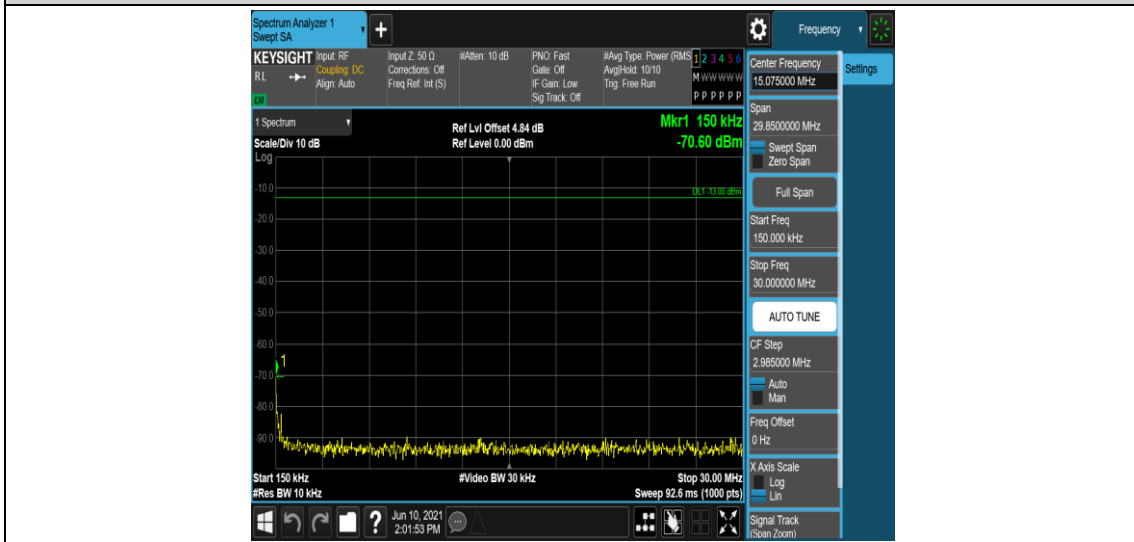 Spectrum Analyzer 1
Swept SA
Frequency
KEYSIGHT
RL
Input: RF
Coupling: DC
Align: Auto
Input Z: 50 Ω
Corrections: Off
Freq Ref: Int (S)
#Atten: 10 dB
PNO: Fast
Gate: Off
IF Gain: Low
Sig Track: Off
#Avg Type: Power (RMS
Avg|Hold: 10/10
Trig: Free Run
1 2 3 4 5 6
M W W W W W
P P P P P P
LXI
1 Spectrum
Scale/Div 10 dB
Log
Ref Lvl Offset 4.84 dB
Ref Level 0.00 dBm
Mkr1 150 kHz
-70.60 dBm
DL1 -13.00 dBm
-10.0
-20.0
-30.0
-40.0
-50.0
-60.0
1
-70.0
-80.0
-90.0
Start 150 kHz
#Res BW 10 kHz
#Video BW 30 kHz
Stop 30.00 MHz
Sweep 92.6 ms (1000 pts)
Center Frequency
15.075000 MHz
Settings
Span
29.8500000 MHz
Swept Span
Zero Span
Full Span
Start Freq
150.000 kHz
Stop Freq
30.000000 MHz
AUTO TUNE
CF Step
2.985000 MHz
Auto
Man
Freq Offset
0 Hz
X Axis Scale
Log
Lin
Signal Track
(Span Zoom)
Jun 10, 2021
2:01:53 PM